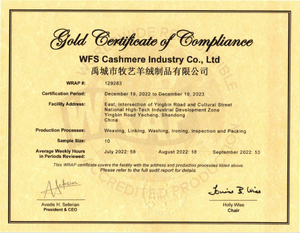 Gold Certificate of Compliance
WFS Cashmere Industry Co., Ltd
禹城市牧艺羊绒制品有限公司
WRAP #: 129283
Certification Period: December 18, 2022 to December 18, 2023
Facility Address: East, Intersection of Yingbin Road and Cultural Street
National High-Tech Industrial Development Zone
Yingbin Road Yucheng, Shandong
China
Production Processes: Weaving, Linking, Washing, Ironing, Inspection and Packing
Sample Size: 10
Average Weekly Hours in Periods Reviewed: July 2022: 58 August 2022: 58 September 2022: 53
This WRAP certificate covers the facility with the address and production processes listed above.
Please refer to the full audit report for details.
Avedis H. Seferian Holly Wise
President & CEO Chair